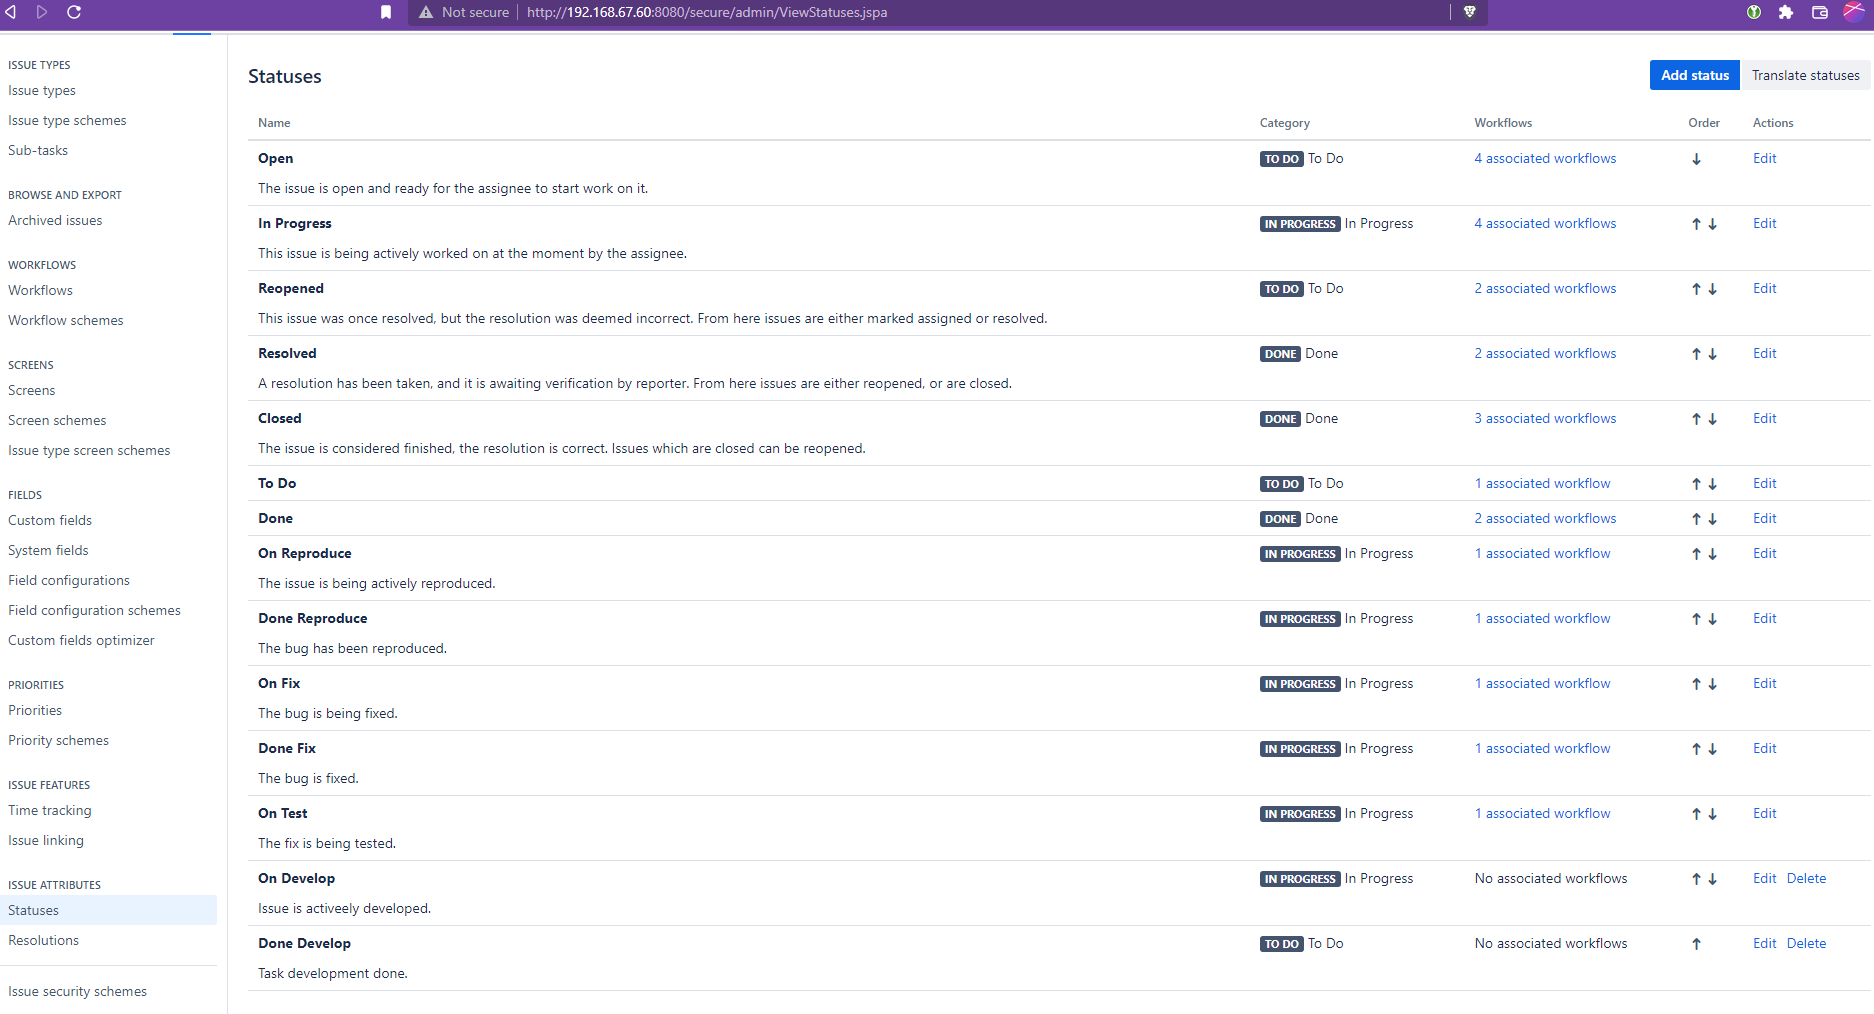 Not secure http://192.168.67.60:8080/secure/admin/ViewStatuses.jspa
ISSUE TYPES
Issue types
Issue type schemes
Sub-tasks
BROWSE AND EXPORT
Archived issues
WORKFLOWS
Workflows
Workflow schemes
SCREENS
Screens
Screen schemes
Issue type screen schemes
FIELDS
Custom fields
System fields
Field configurations
Field configuration schemes
Custom fields optimizer
PRIORITIES
Priorities
Priority schemes
ISSUE FEATURES
Time tracking
Issue linking
ISSUE ATTRIBUTES
Statuses
Resolutions
Issue security schemes
Statuses
Add status Translate statuses
Name Category Workflows Order Actions
Open TO DO To Do 4 associated workflows ↓ Edit
The issue is open and ready for the assignee to start work on it.
In Progress IN PROGRESS In Progress 4 associated workflows ↑ ↓ Edit
This issue is being actively worked on at the moment by the assignee.
Reopened TO DO To Do 2 associated workflows ↑ ↓ Edit
This issue was once resolved, but the resolution was deemed incorrect. From here issues are either marked assigned or resolved.
Resolved DONE Done 2 associated workflows ↑ ↓ Edit
A resolution has been taken, and it is awaiting verification by reporter. From here issues are either reopened, or are closed.
Closed DONE Done 3 associated workflows ↑ ↓ Edit
The issue is considered finished, the resolution is correct. Issues which are closed can be reopened.
To Do TO DO To Do 1 associated workflow ↑ ↓ Edit
Done DONE Done 2 associated workflows ↑ ↓ Edit
On Reproduce IN PROGRESS In Progress 1 associated workflow ↑ ↓ Edit
The issue is being actively reproduced.
Done Reproduce IN PROGRESS In Progress 1 associated workflow ↑ ↓ Edit
The bug has been reproduced.
On Fix IN PROGRESS In Progress 1 associated workflow ↑ ↓ Edit
The bug is being fixed.
Done Fix IN PROGRESS In Progress 1 associated workflow ↑ ↓ Edit
The bug is fixed.
On Test IN PROGRESS In Progress 1 associated workflow ↑ ↓ Edit
The fix is being tested.
On Develop IN PROGRESS In Progress No associated workflows ↑ ↓ Edit Delete
Issue is activeely developed.
Done Develop TO DO To Do No associated workflows ↑ Edit Delete
Task development done.